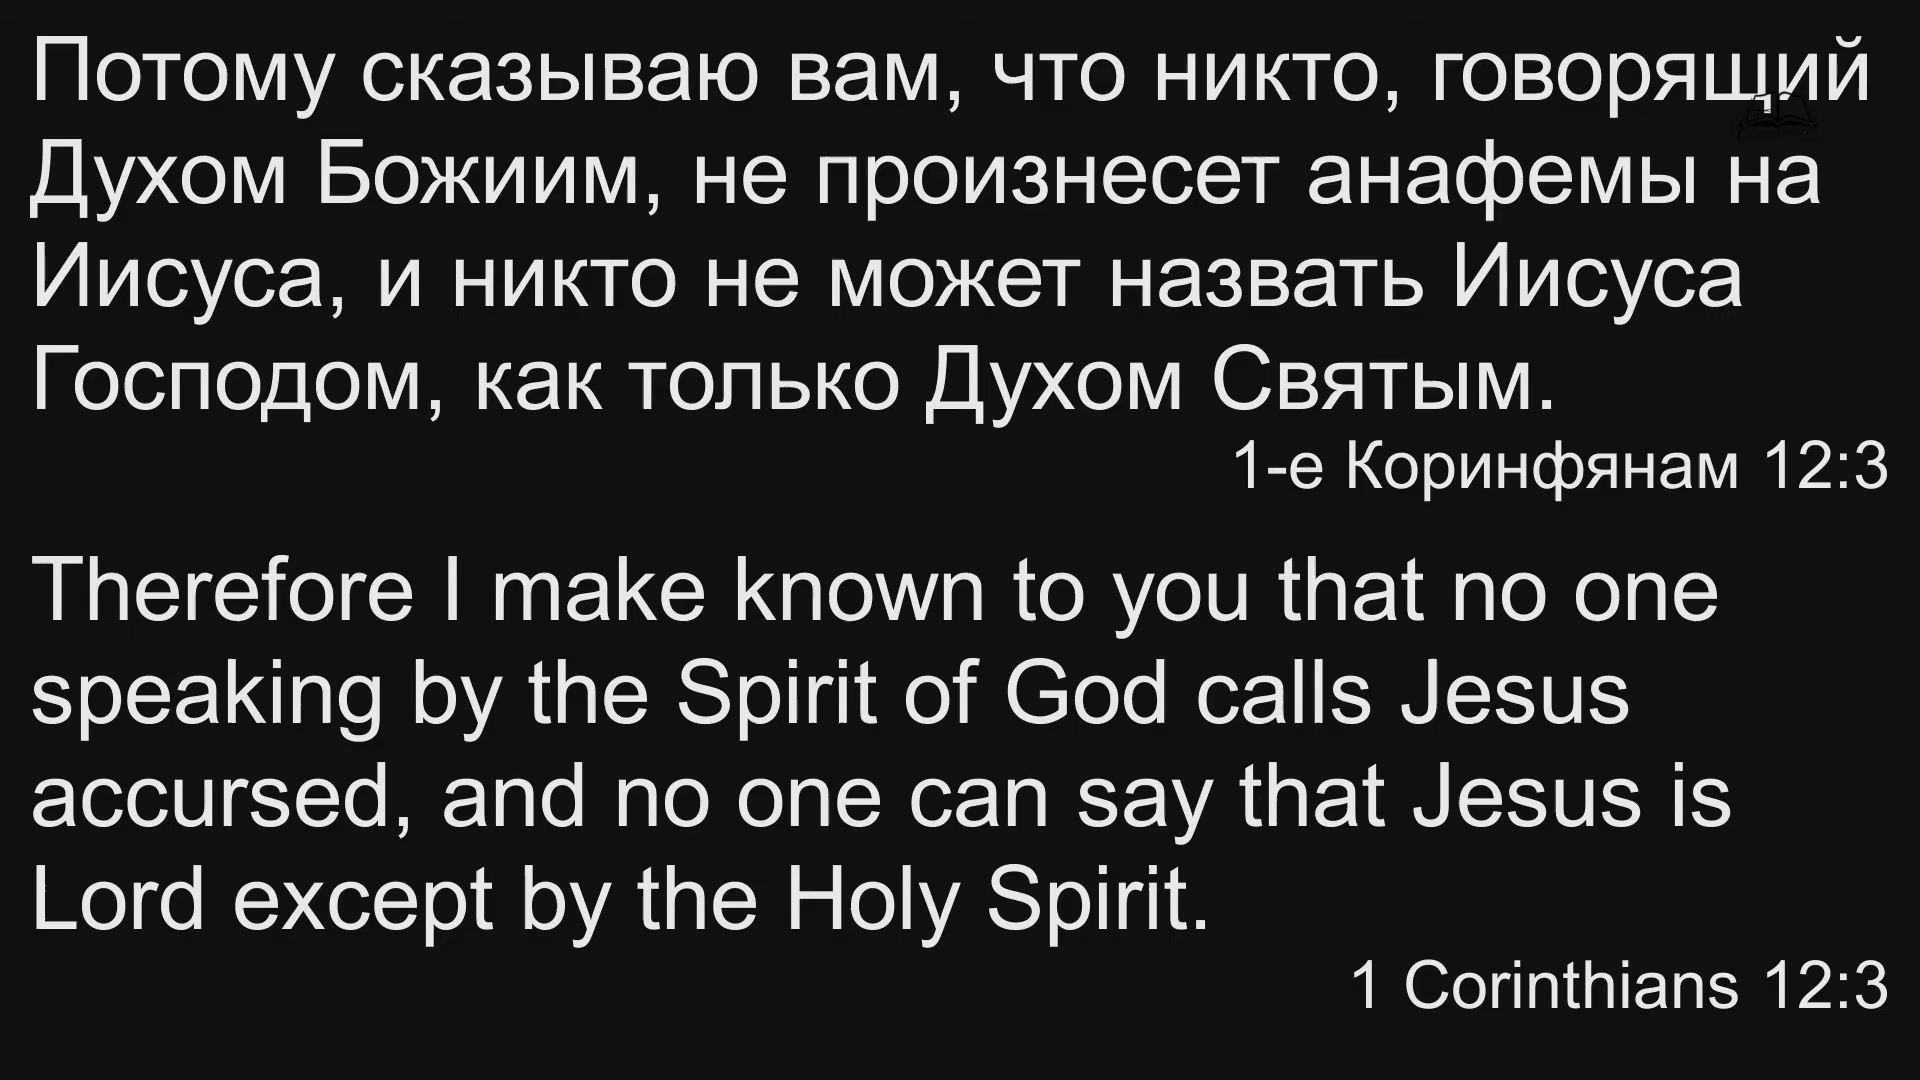 Потому сказываю вам, что никто, говорящий
Духом Божиим, не произнесет анафемы на
Иисуса, и никто не может назвать Иисуса
Господом, как только Духом Святым.
1-е Коринфянам 12:3
Therefore I make known to you that no one
speaking by the Spirit of God calls Jesus
accursed, and no one can say that Jesus is
Lord except by the Holy Spirit.
1 Corinthians 12:3